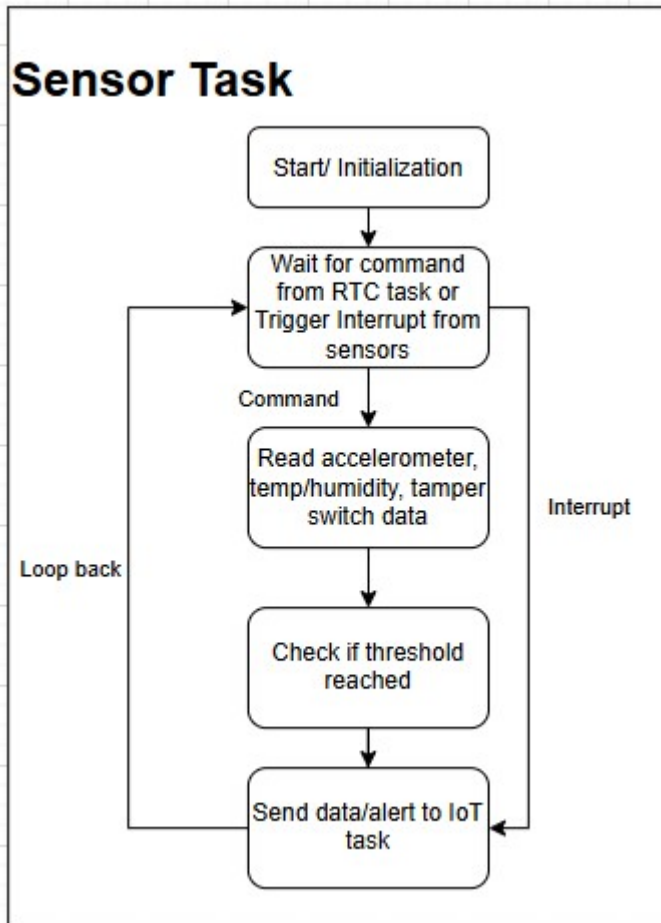 Sensor Task
Start/ Initialization
Wait for command
from RTC task or
Trigger Interrupt from
sensors
Command
Read accelerometer,
temp/humidity, tamper
switch data
Interrupt
Loop back
Check if threshold
reached
Send data/alert to IoT
task